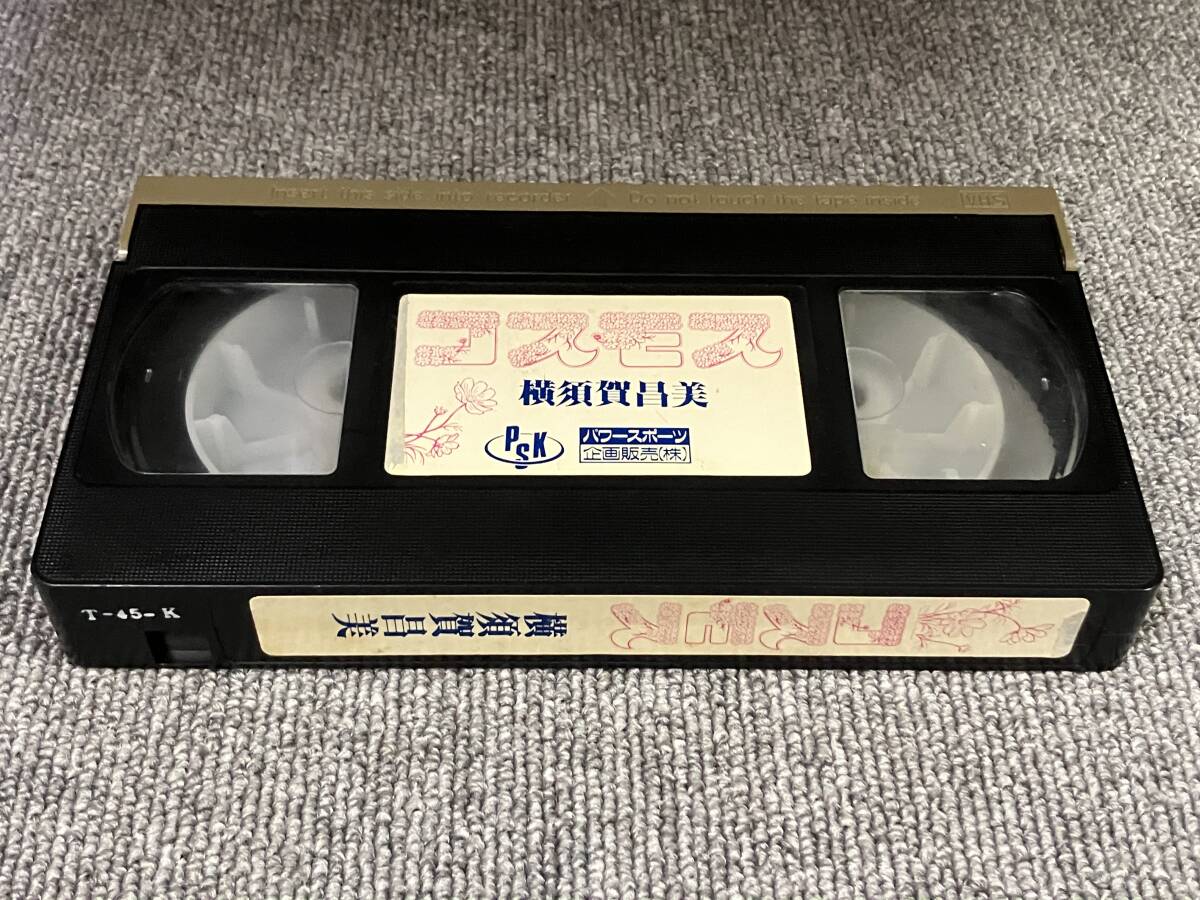 Insert this side into recorder △ Do not touch the tape inside VHS
コスモス
横須賀昌美
PSK
パワースポーツ
企画販売(株)
T-45-K
横須賀昌美
コスモス